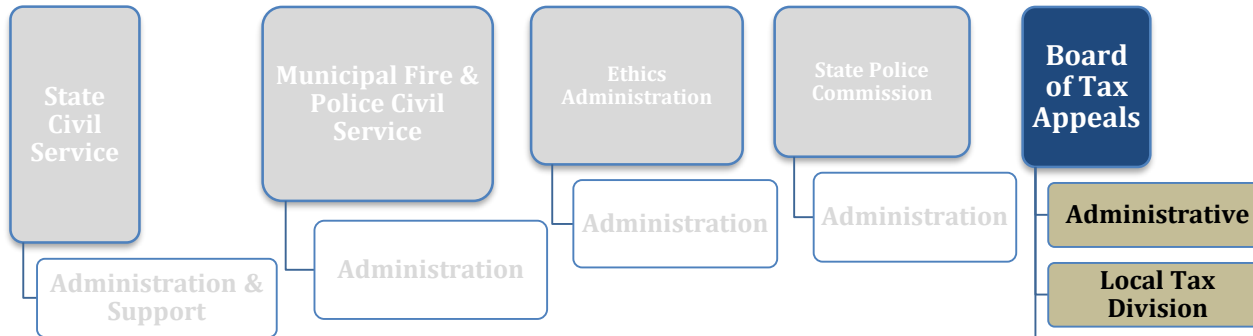 State
Civil
Service
Administration &
Support
Municipal Fire &
Police Civil
Service
Administration
Ethics
Administration
Administration
State Police
Commission
Administration
Board
of Tax
Appeals
Administrative
Local Tax
Division